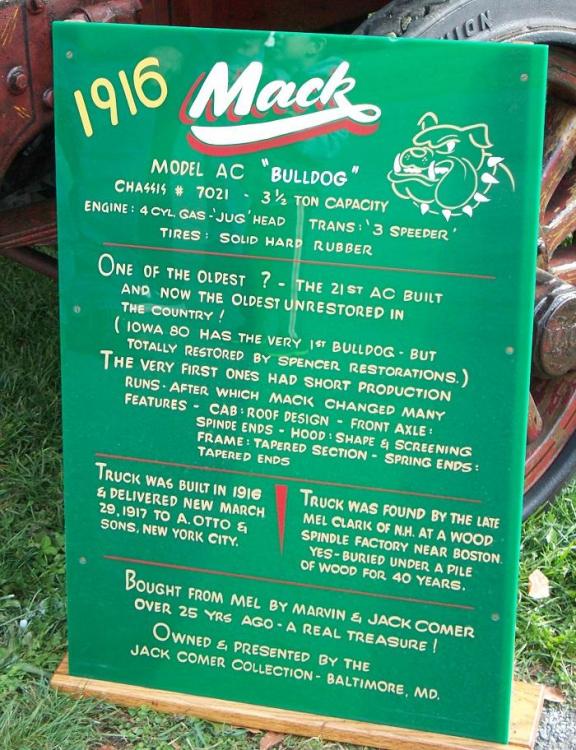 1916 Mack
MODEL AC "BULLDOG"
CHASSIS # 7021 - 3 1/2 TON CAPACITY
ENGINE: 4 CYL. GAS-'JUG' HEAD TRANS: '3 SPEEDER'
TIRES: SOLID HARD RUBBER
ONE OF THE OLDEST ? - THE 21ST AC BUILT
AND NOW THE OLDEST UNRESTORED IN
THE COUNTRY!
(IOWA 80 HAS THE VERY 1ST BULLDOG - BUT
TOTALLY RESTORED BY SPENCER RESTORATIONS.)
THE VERY FIRST ONES HAD SHORT PRODUCTION
RUNS - AFTER WHICH MACK CHANGED MANY
FEATURES - CAB: ROOF DESIGN - FRONT AXLE:
SPINDE ENDS - HOOD: SHAPE & SCREENING
FRAME: TAPERED SECTION - SPRING ENDS:
TAPERED ENDS
TRUCK WAS BUILT IN 1916
& DELIVERED NEW MARCH
29, 1917 TO A. OTTO &
SONS, NEW YORK CITY.
TRUCK WAS FOUND BY THE LATE
MEL CLARK OF N.H. AT A WOOD
SPINDLE FACTORY NEAR BOSTON.
YES - BURIED UNDER A PILE
OF WOOD FOR 40 YEARS.
BOUGHT FROM MEL BY MARVIN & JACK COMER
OVER 25 YRS AGO - A REAL TREASURE!
OWNED & PRESENTED BY THE
JACK COMER COLLECTION - BALTIMORE, MD.